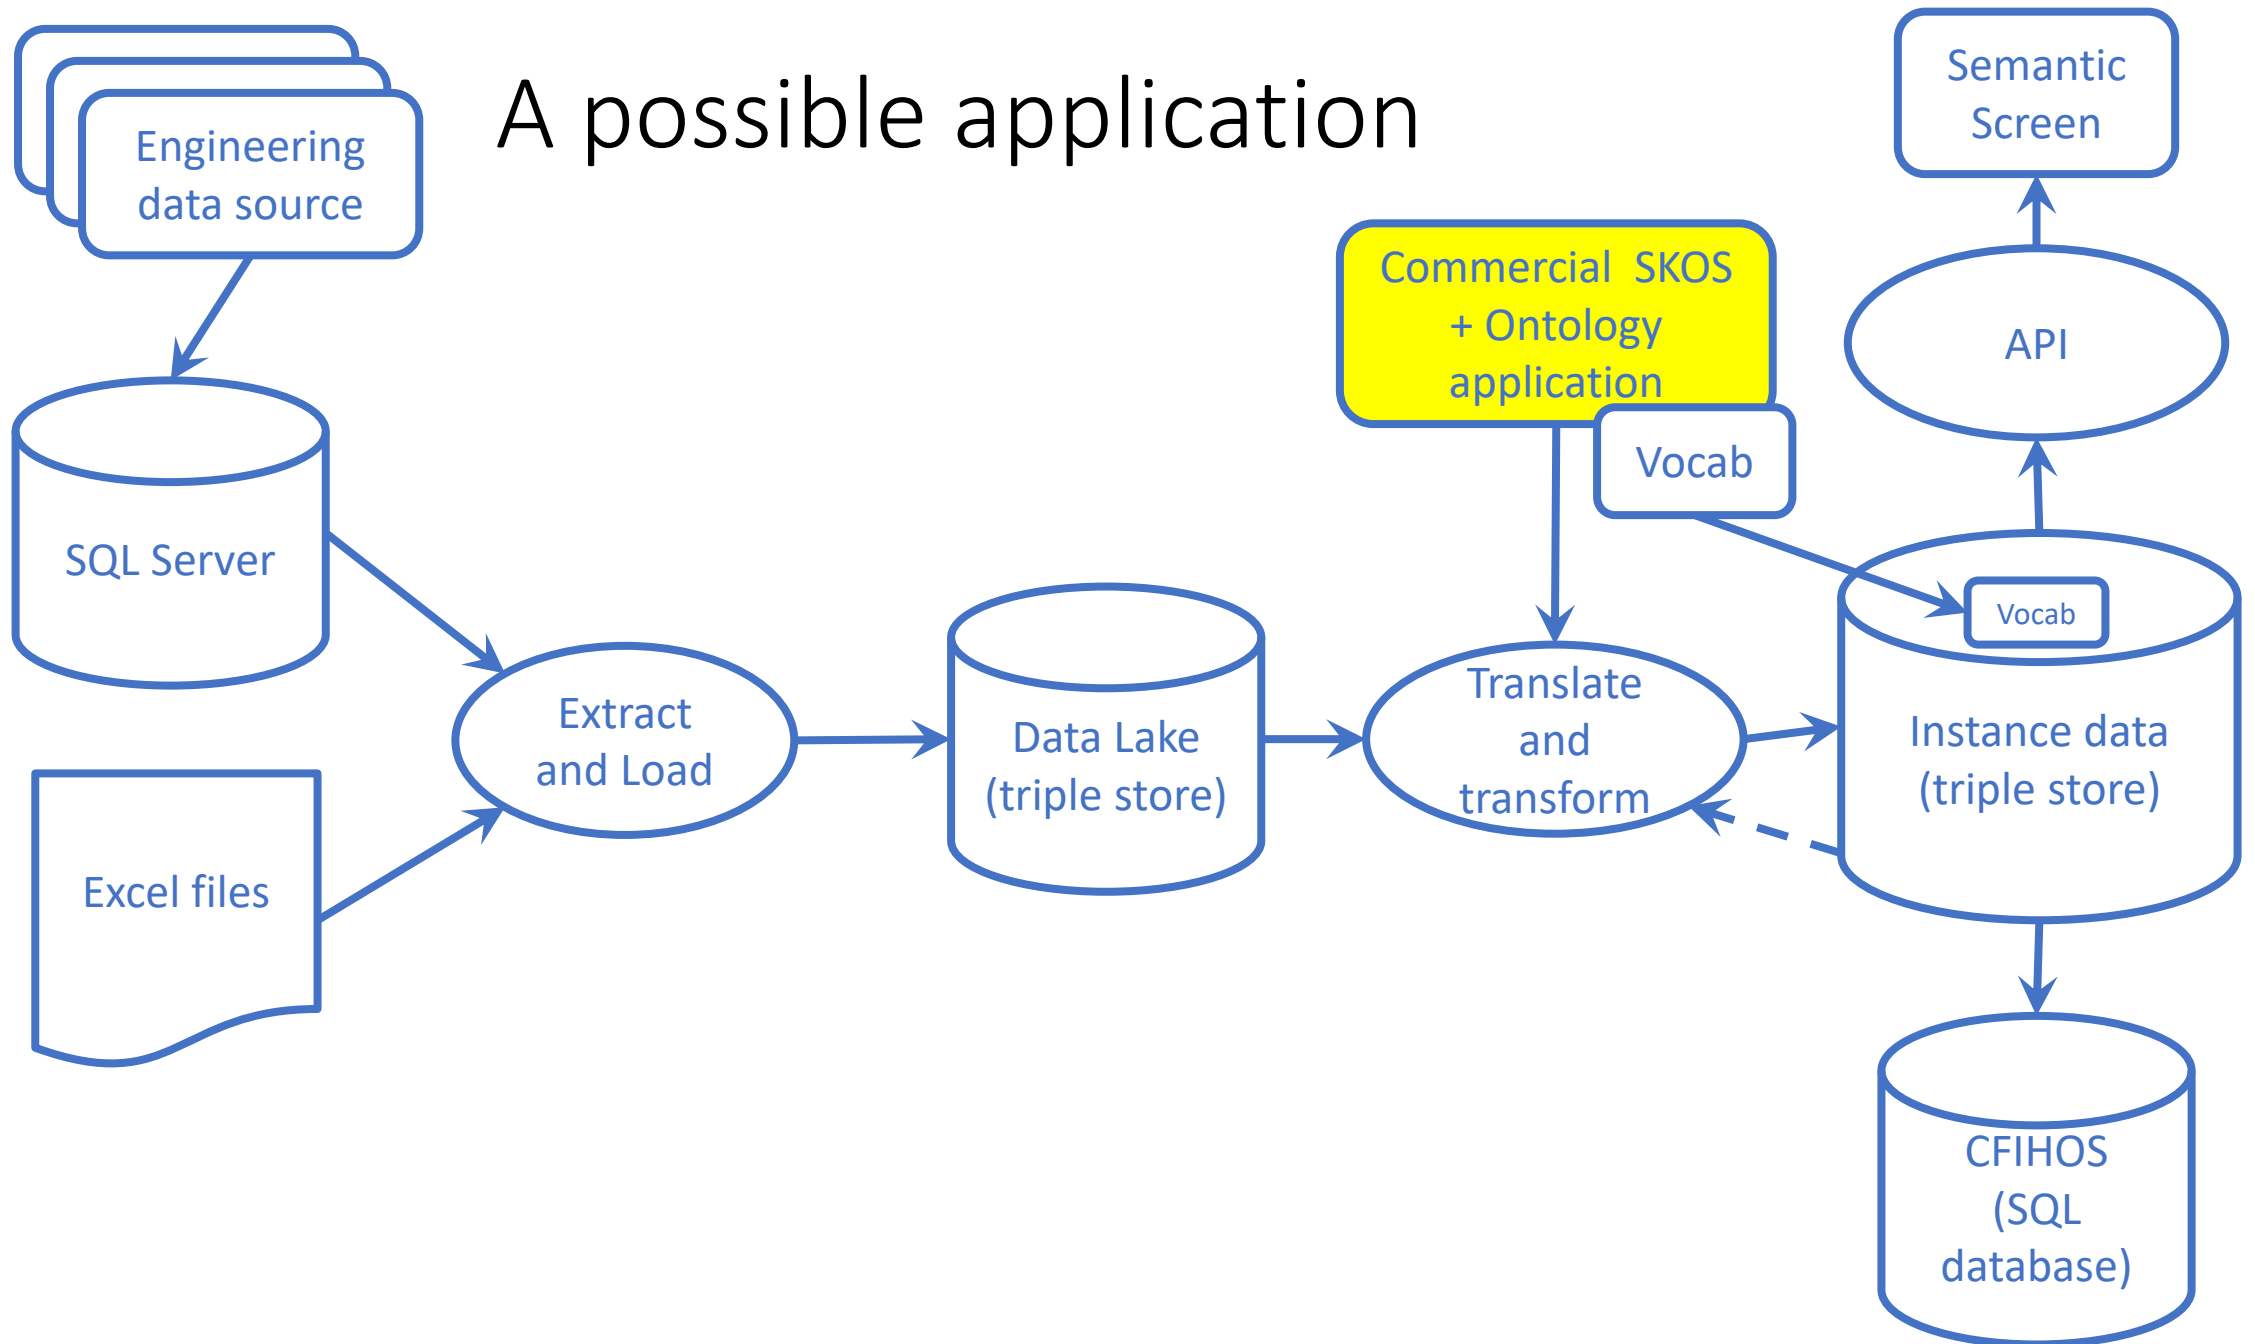 A possible application
Engineering
data source
Semantic
Screen
Commercial  SKOS
+ Ontology
application
API
Vocab
SQL Server
Vocab
Extract
and Load
Data Lake
(triple store)
Translate
and
transform
Instance data
(triple store)
Excel files
CFIHOS
(SQL
database)